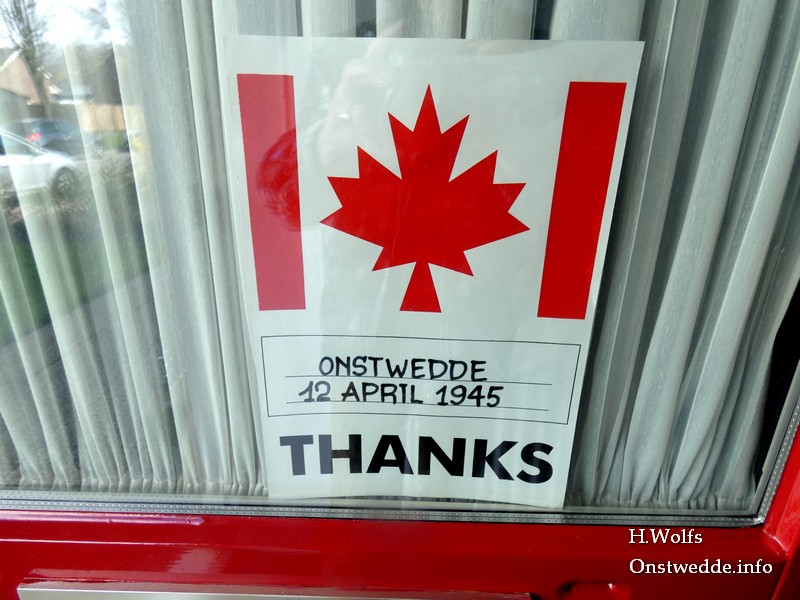 ONSTWEDDE
12 APRIL 1945
THANKS
H.Wolfs
Onstwedde.info